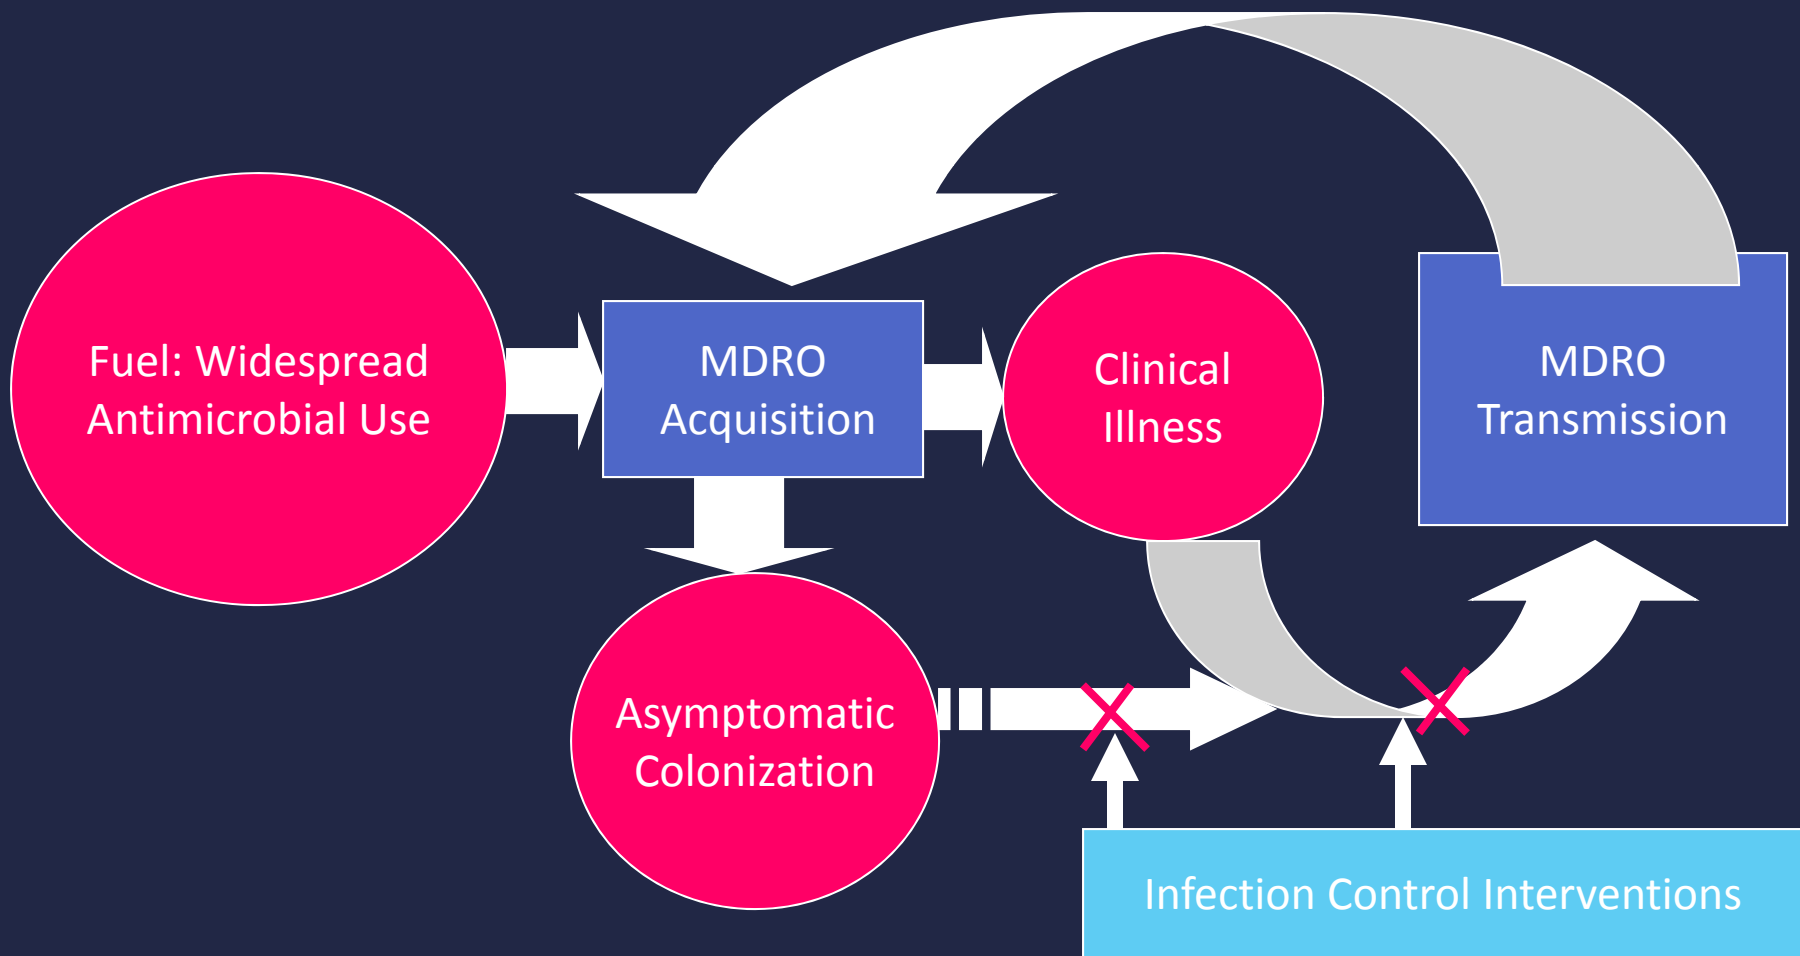 Fuel: Widespread
Antimicrobial Use
MDRO
Acquisition
Clinical
Illness
MDRO
Transmission
Asymptomatic
Colonization
Infection Control Interventions